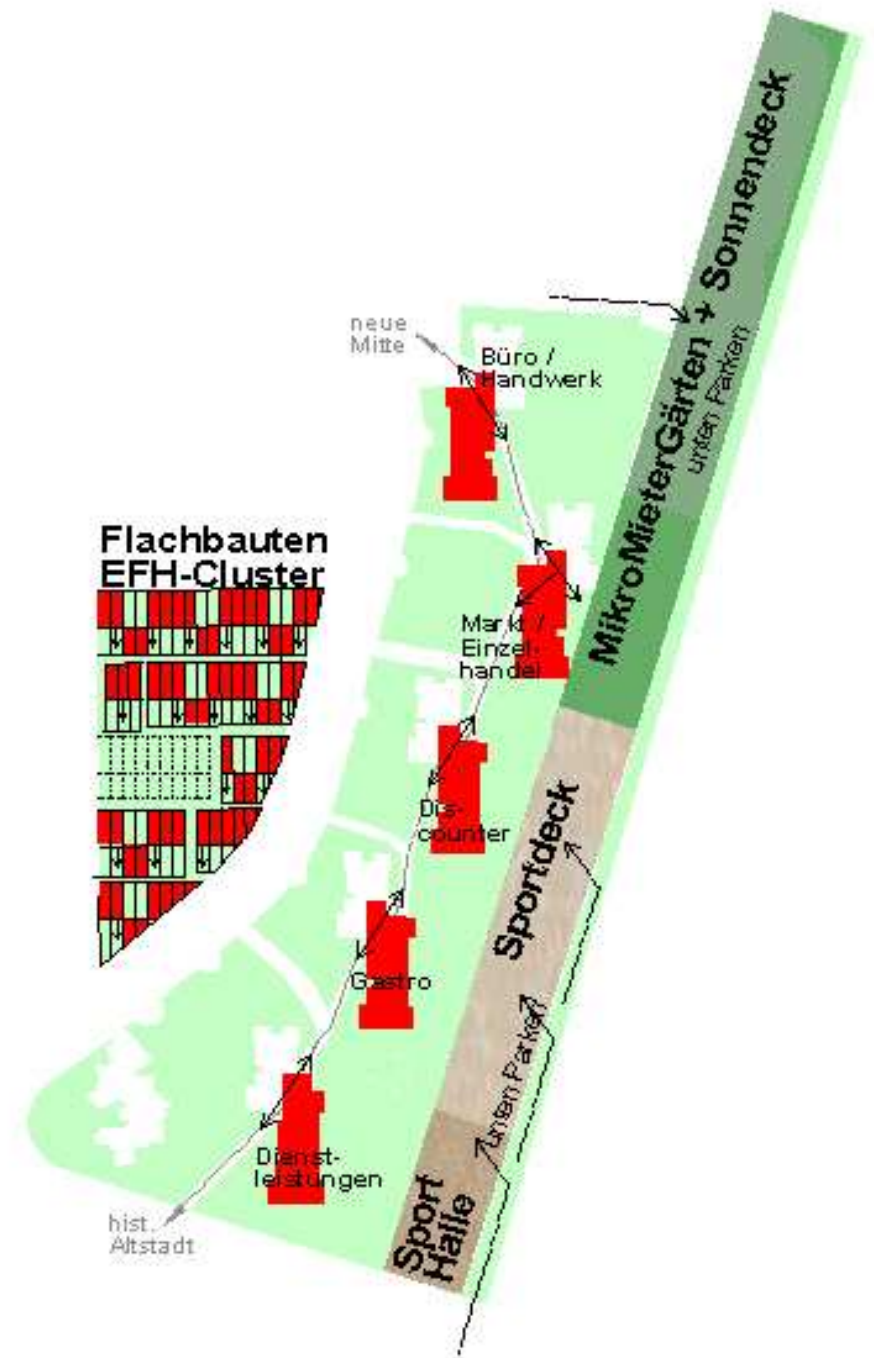 neue
Mitte
Büro /
Handwerk
MikroMieterGärten + Sonnendeck
unten Parken
Flachbauten
EFH-Cluster
Markt /
Einzel-
handel
Dis-
counter
Sportdeck
Gastro
unten Parken
Dienst-
leistungen
Sport
Halle
hist.
Altstadt